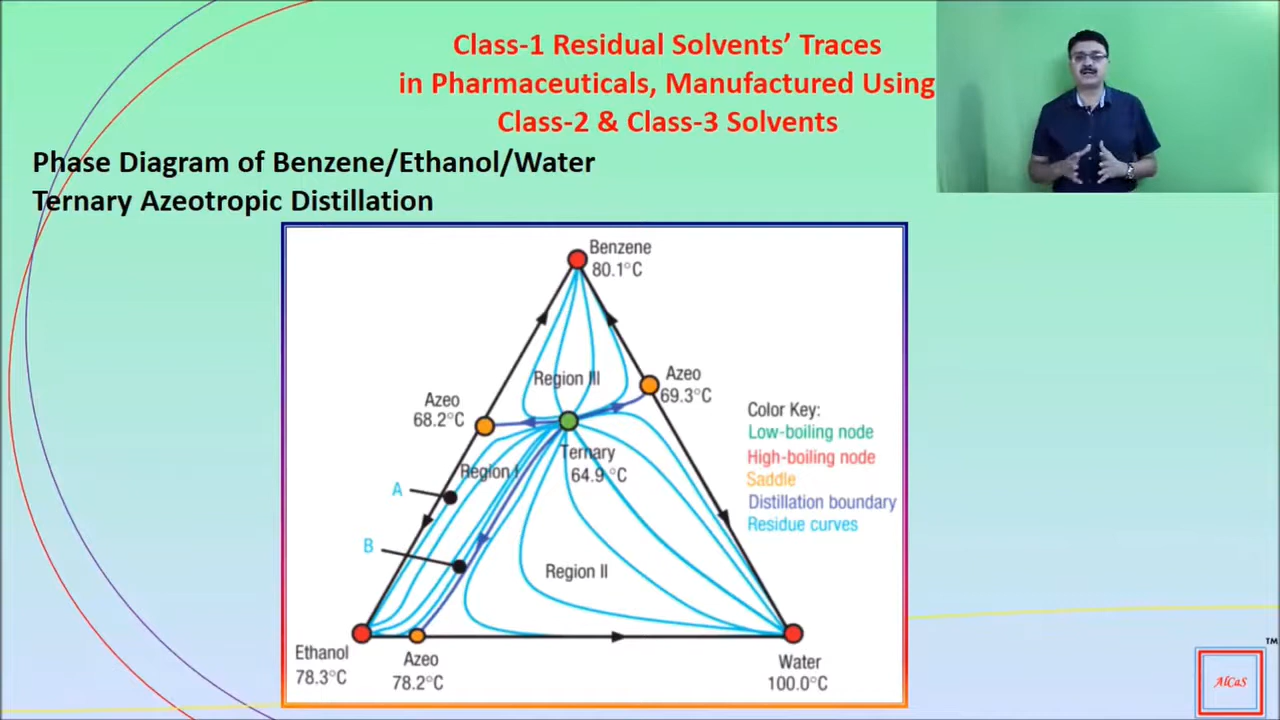 Class-1 Residual Solvents’ Traces
in Pharmaceuticals, Manufactured Using
Class-2 & Class-3 Solvents
Phase Diagram of Benzene/Ethanol/Water
Ternary Azeotropic Distillation
Benzene
80.1°C
Region III
Azeo
69.3°C
Azeo
68.2°C
Ternary
64.9°C
Region I
A
B
Region II
Color Key:
Low-boiling node
High-boiling node
Saddle
Distillation boundary
Residue curves
Ethanol
78.3°C
Azeo
78.2°C
Water
100.0°C
TM
AlCaS